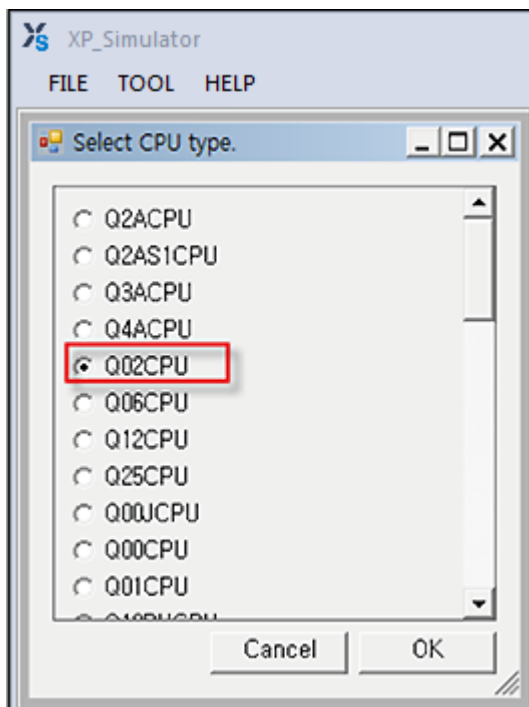 XP_Simulator
FILE TOOL HELP
Select CPU type.
Q2ACPU
Q2AS1CPU
Q3ACPU
Q4ACPU
Q02CPU
Q06CPU
Q12CPU
Q25CPU
Q00JCPU
Q00CPU
Q01CPU
Cancel OK